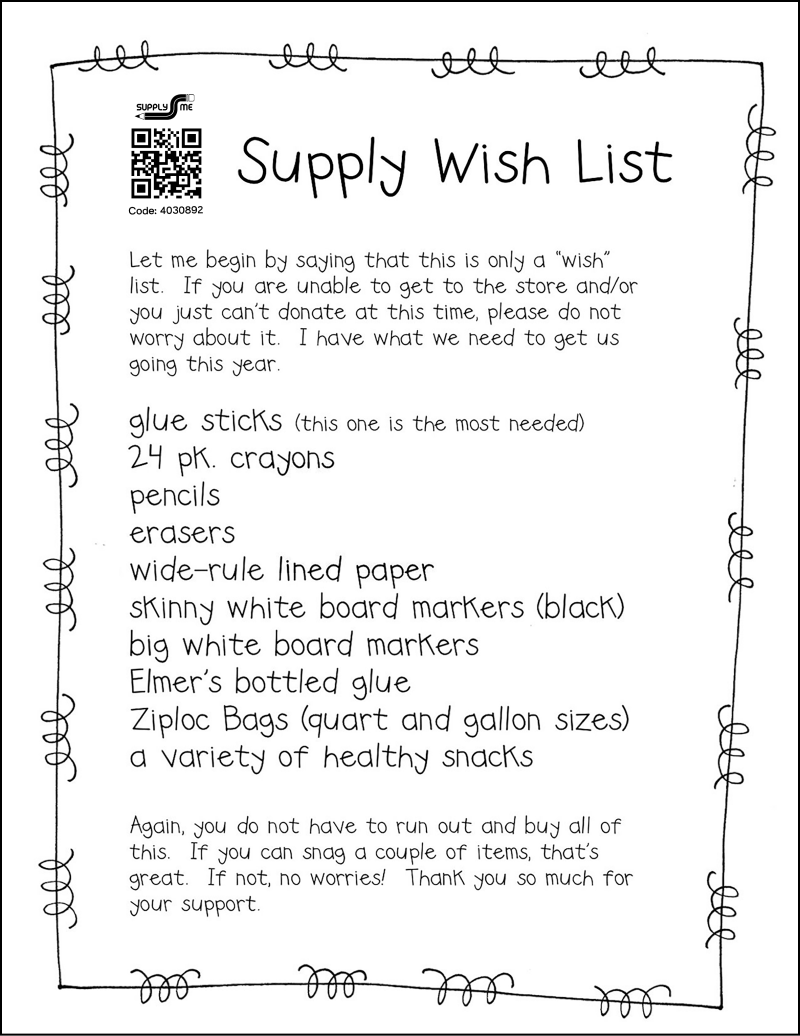 SUPPLY ME
Code: 4030892
Supply Wish List
Let me begin by saying that this is only a "wish"
list.  If you are unable to get to the store and/or
you just can't donate at this time, please do not
worry about it.  I have what we need to get us
going this year.
glue sticks (this one is the most needed)
24 pk. crayons
pencils
erasers
wide-rule lined paper
skinny white board markers (black)
big white board markers
Elmer's bottled glue
Ziploc Bags (quart and gallon sizes)
a variety of healthy snacks
Again, you do not have to run out and buy all of
this.  If you can snag a couple of items, that's
great.  If not, no worries!  Thank you so much for
your support.